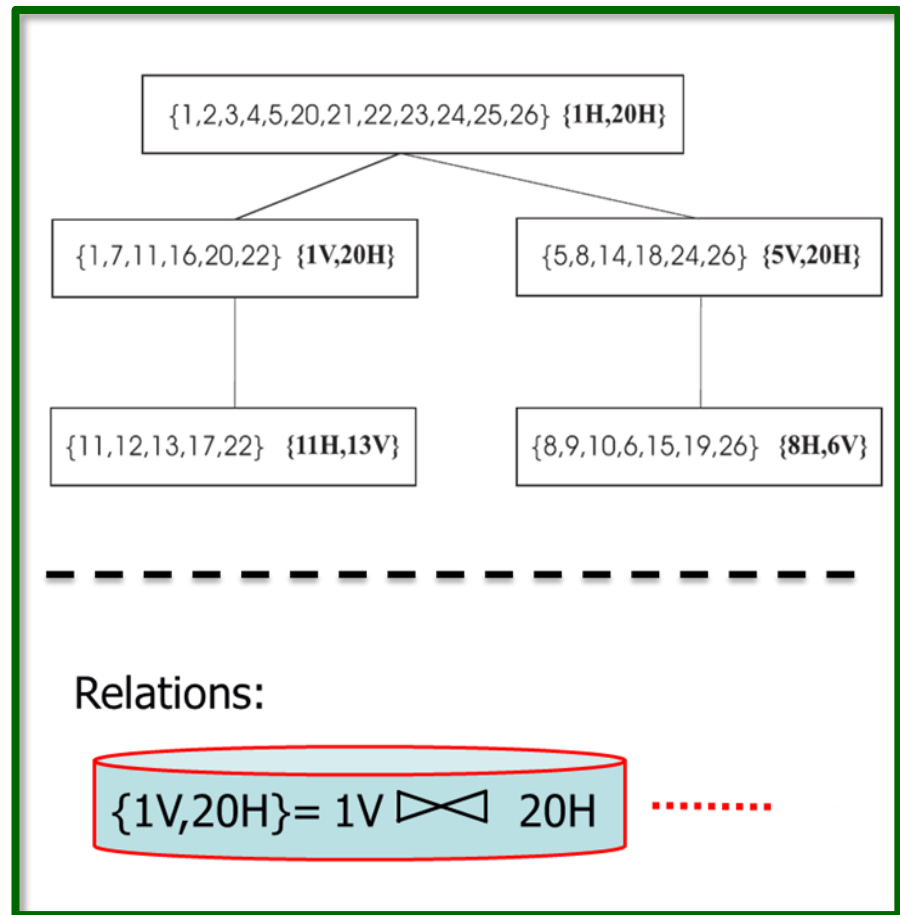 {1,2,3,4,5,20,21,22,23,24,25,26} {1H,20H}
{1,7,11,16,20,22} {1V,20H}
{5,8,14,18,24,26} {5V,20H}
{11,12,13,17,22} {11H,13V}
{8,9,10,6,15,19,26} {8H,6V}
Relations:
{1V,20H}= 1V ⋈ 20H ........